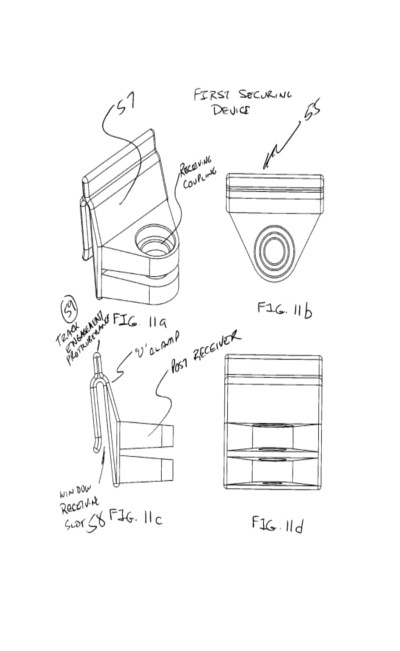 FIRST SECURING
DEVICE
57
55
RECEIVING
COUPLING
FIG. 11a
FIG. 11b
59
TRACK
ENGAGEMENT
"U" CLAMP
POST RECEIVER
WINDOW
RECEIVING
SLOT 58
FIG. 11c
FIG. 11d